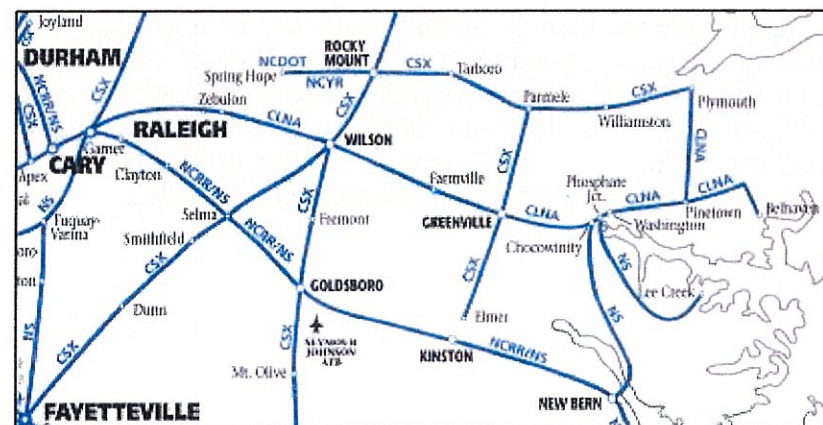 Joyland
DURHAM
NCRR/NS
CSX
CSX
ROCKY
MOUNT
NCDOT
Spring Hope
NCYR
CSX
Tarboro
CSX
Zebulon
CLNA
Parmele
CSX
Plymouth
Williamston
RALEIGH
WILSON
CARY
Garner
Apex
Clayton
NCRR/NS
CSX
Farmville
CSX
Phosphate
Jct.
CLNA
CLNA
NS
Fuquay-
Varina
Selma
Fremont
GREENVILLE
CLNA
Washington
Pinetown
Belhaven
Smithfield
NCRR/NS
Chocowinity
CSX
GOLDSBORO
CSX
NS
Lee Creek
Dunn
Elmer
NS
NS
CSX
CSX
SEYMOUR
JOHNSON
AFB
KINSTON
NCRR/NS
Mt. Olive
NEW BERN
FAYETTEVILLE